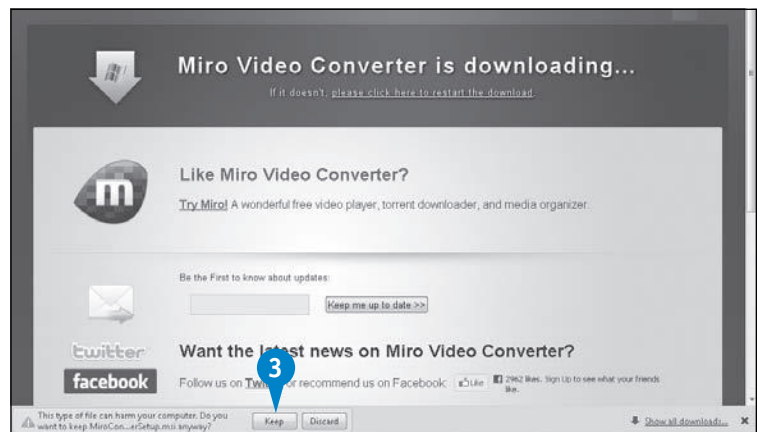 Miro Video Converter is downloading...
If it doesn't, please click here to restart the download.
m
Like Miro Video Converter?
Try Miro! A wonderful free video player, torrent downloader, and media organizer.
Be the First to know about updates:
Keep me up to date >>
twitter
Want the latest news on Miro Video Converter?
facebook
Follow us on or recommend us on Facebook: Like 2962 likes. Sign Up to see what your friends
like.
3
This type of file can harm your computer. Do you
want to keep MiroCon...erSetup.msi anyway?
Keep Discard
Show all downloads...